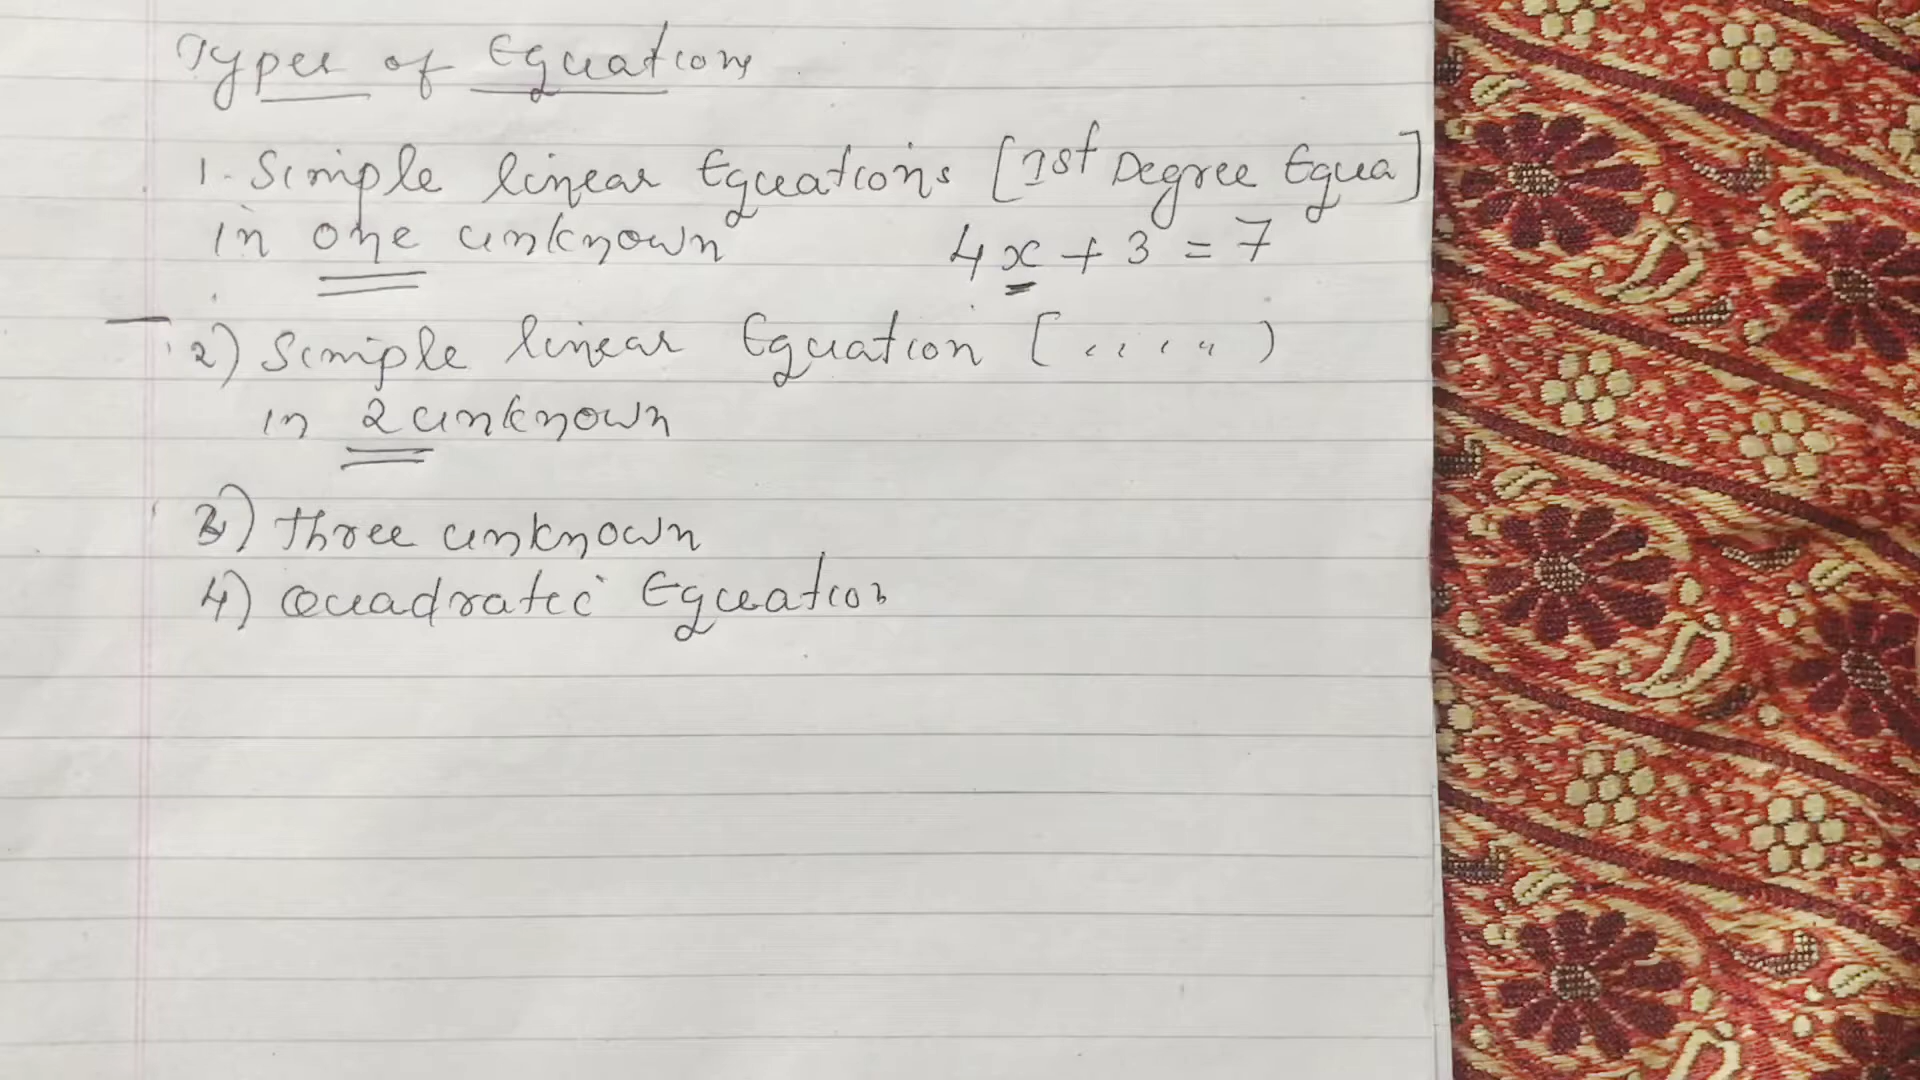 Types of Equations
1. Simple linear Equations [1st Degree Equa]
in one unknown 4x + 3 = 7
2) Simple linear Equation [ " " )
in 2 unknown
3) three unknown
4) Quadratic Equation